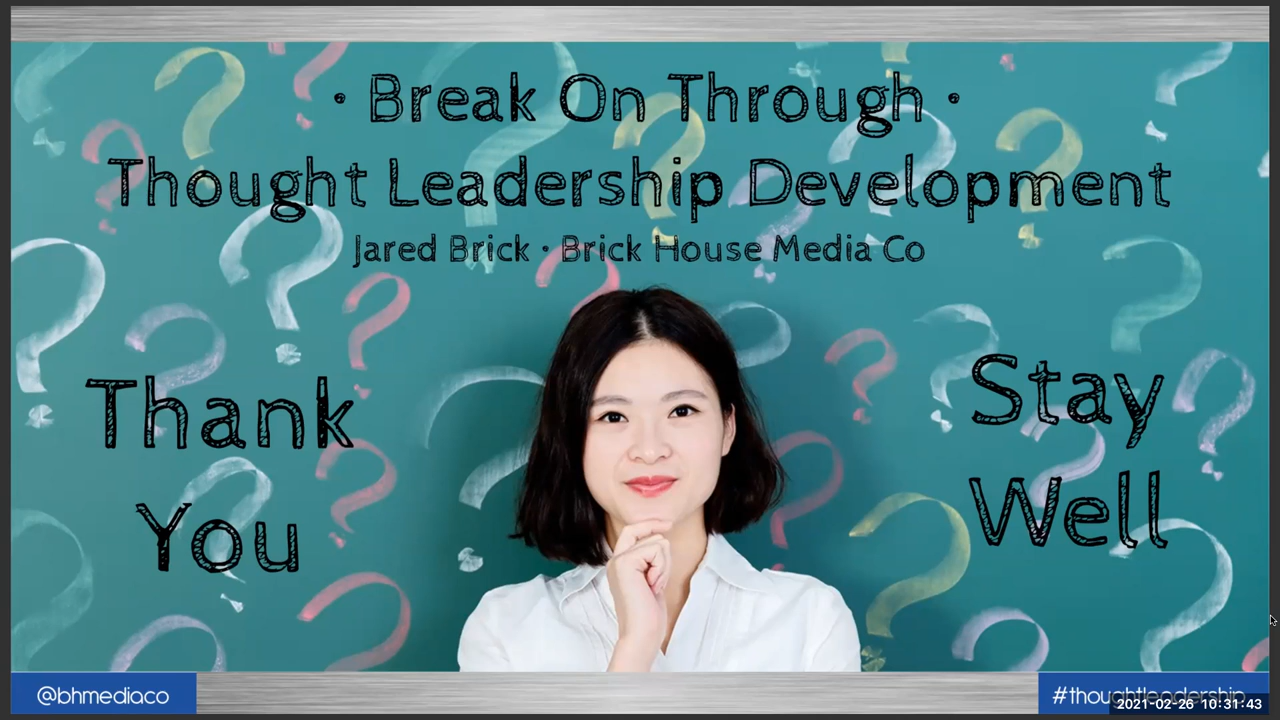 · Break On Through ·
Thought Leadership Development
Jared Brick · Brick House Media Co
Thank
You
Stay
Well
@bhmediaco
#thoughtleadership
2021-02-26 10:31:43